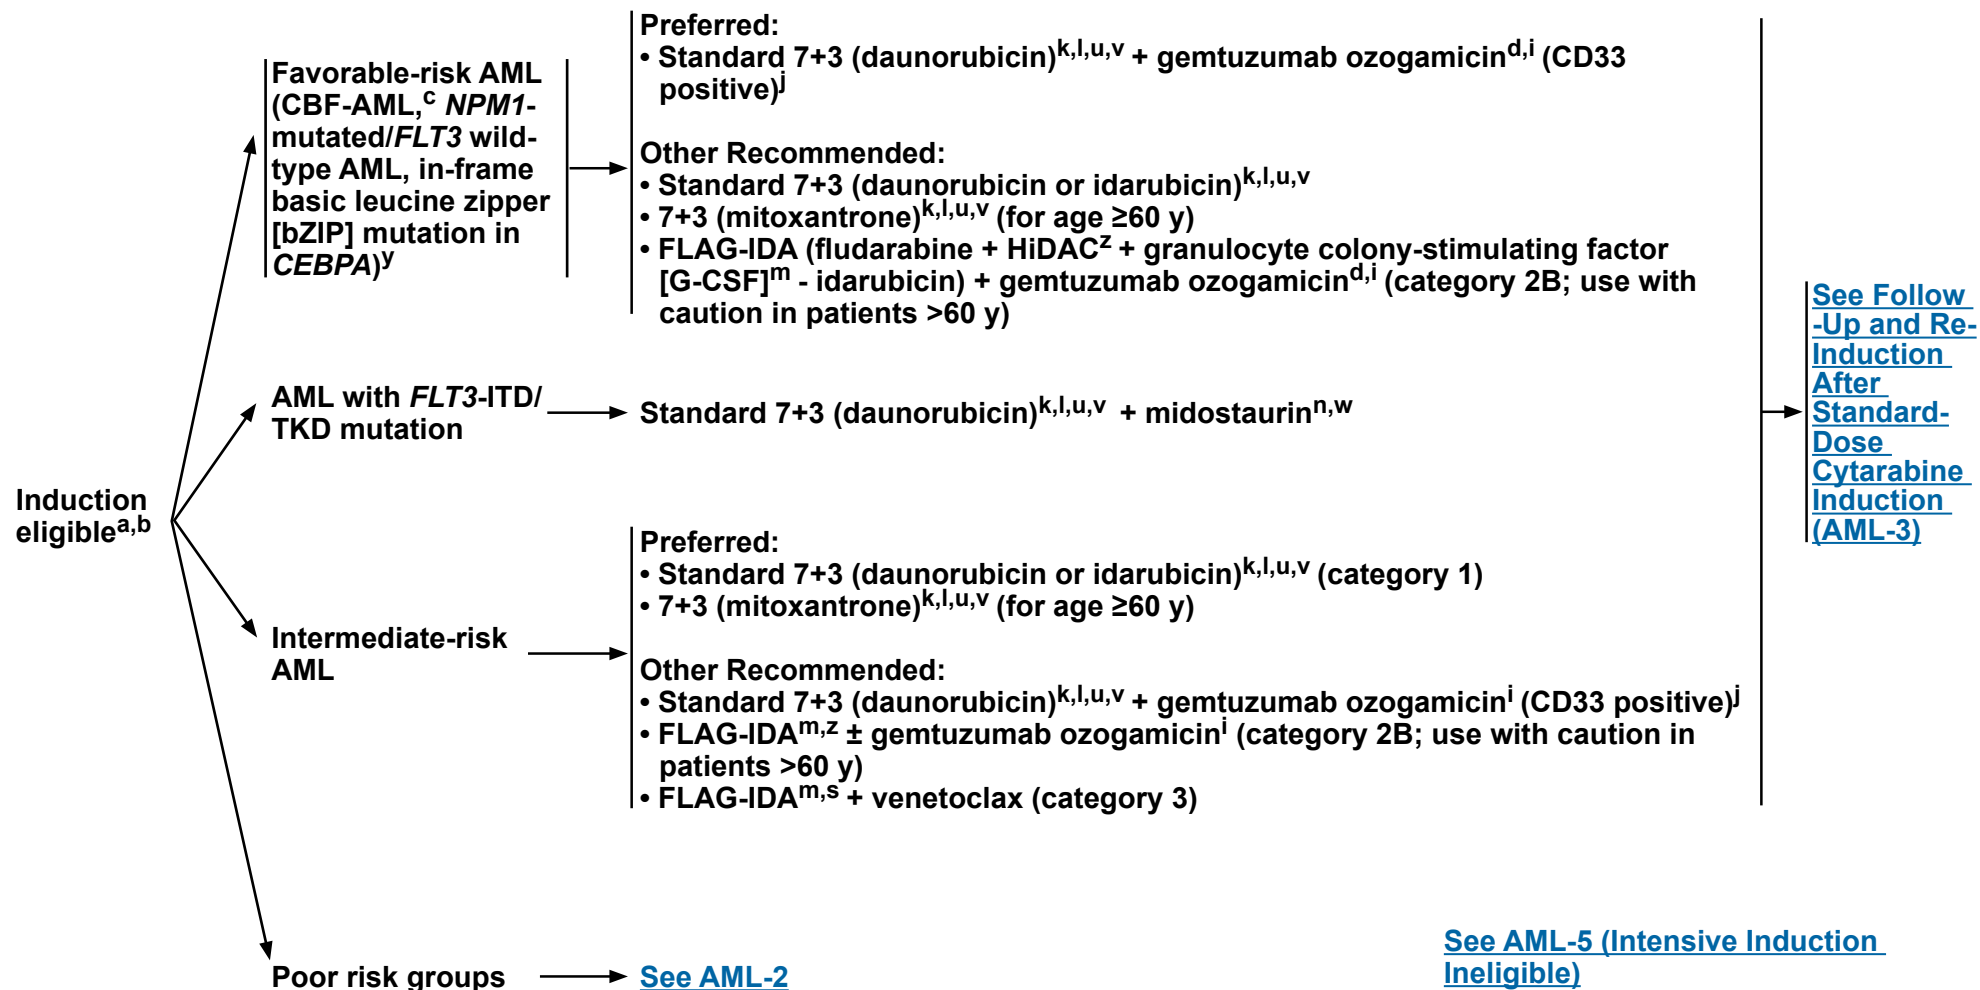 Induction
eligible^a,b
Favorable-risk AML
(CBF-AML,^c NPM1-
mutated/FLT3 wild-
type AML, in-frame
basic leucine zipper
[bZIP] mutation in
CEBPA)^y
Preferred:
• Standard 7+3 (daunorubicin)^k,l,u,v + gemtuzumab ozogamicin^d,i (CD33
positive)^j
Other Recommended:
• Standard 7+3 (daunorubicin or idarubicin)^k,l,u,v
• 7+3 (mitoxantrone)^k,l,u,v (for age ≥60 y)
• FLAG-IDA (fludarabine + HiDAC^z + granulocyte colony-stimulating factor
[G-CSF]^m - idarubicin) + gemtuzumab ozogamicin^d,i (category 2B; use with
caution in patients >60 y)
AML with FLT3-ITD/
TKD mutation
Standard 7+3 (daunorubicin)^k,l,u,v + midostaurin^n,w
Intermediate-risk
AML
Preferred:
• Standard 7+3 (daunorubicin or idarubicin)^k,l,u,v (category 1)
• 7+3 (mitoxantrone)^k,l,u,v (for age ≥60 y)
Other Recommended:
• Standard 7+3 (daunorubicin)^k,l,u,v + gemtuzumab ozogamicin^i (CD33 positive)^j
• FLAG-IDA^m,z ± gemtuzumab ozogamicin^i (category 2B; use with caution in
patients >60 y)
• FLAG-IDA^m,s + venetoclax (category 3)
Poor risk groups
See AML-2
See Follow
-Up and Re-
Induction
After
Standard-
Dose
Cytarabine
Induction
(AML-3)
See AML-5 (Intensive Induction
Ineligible)